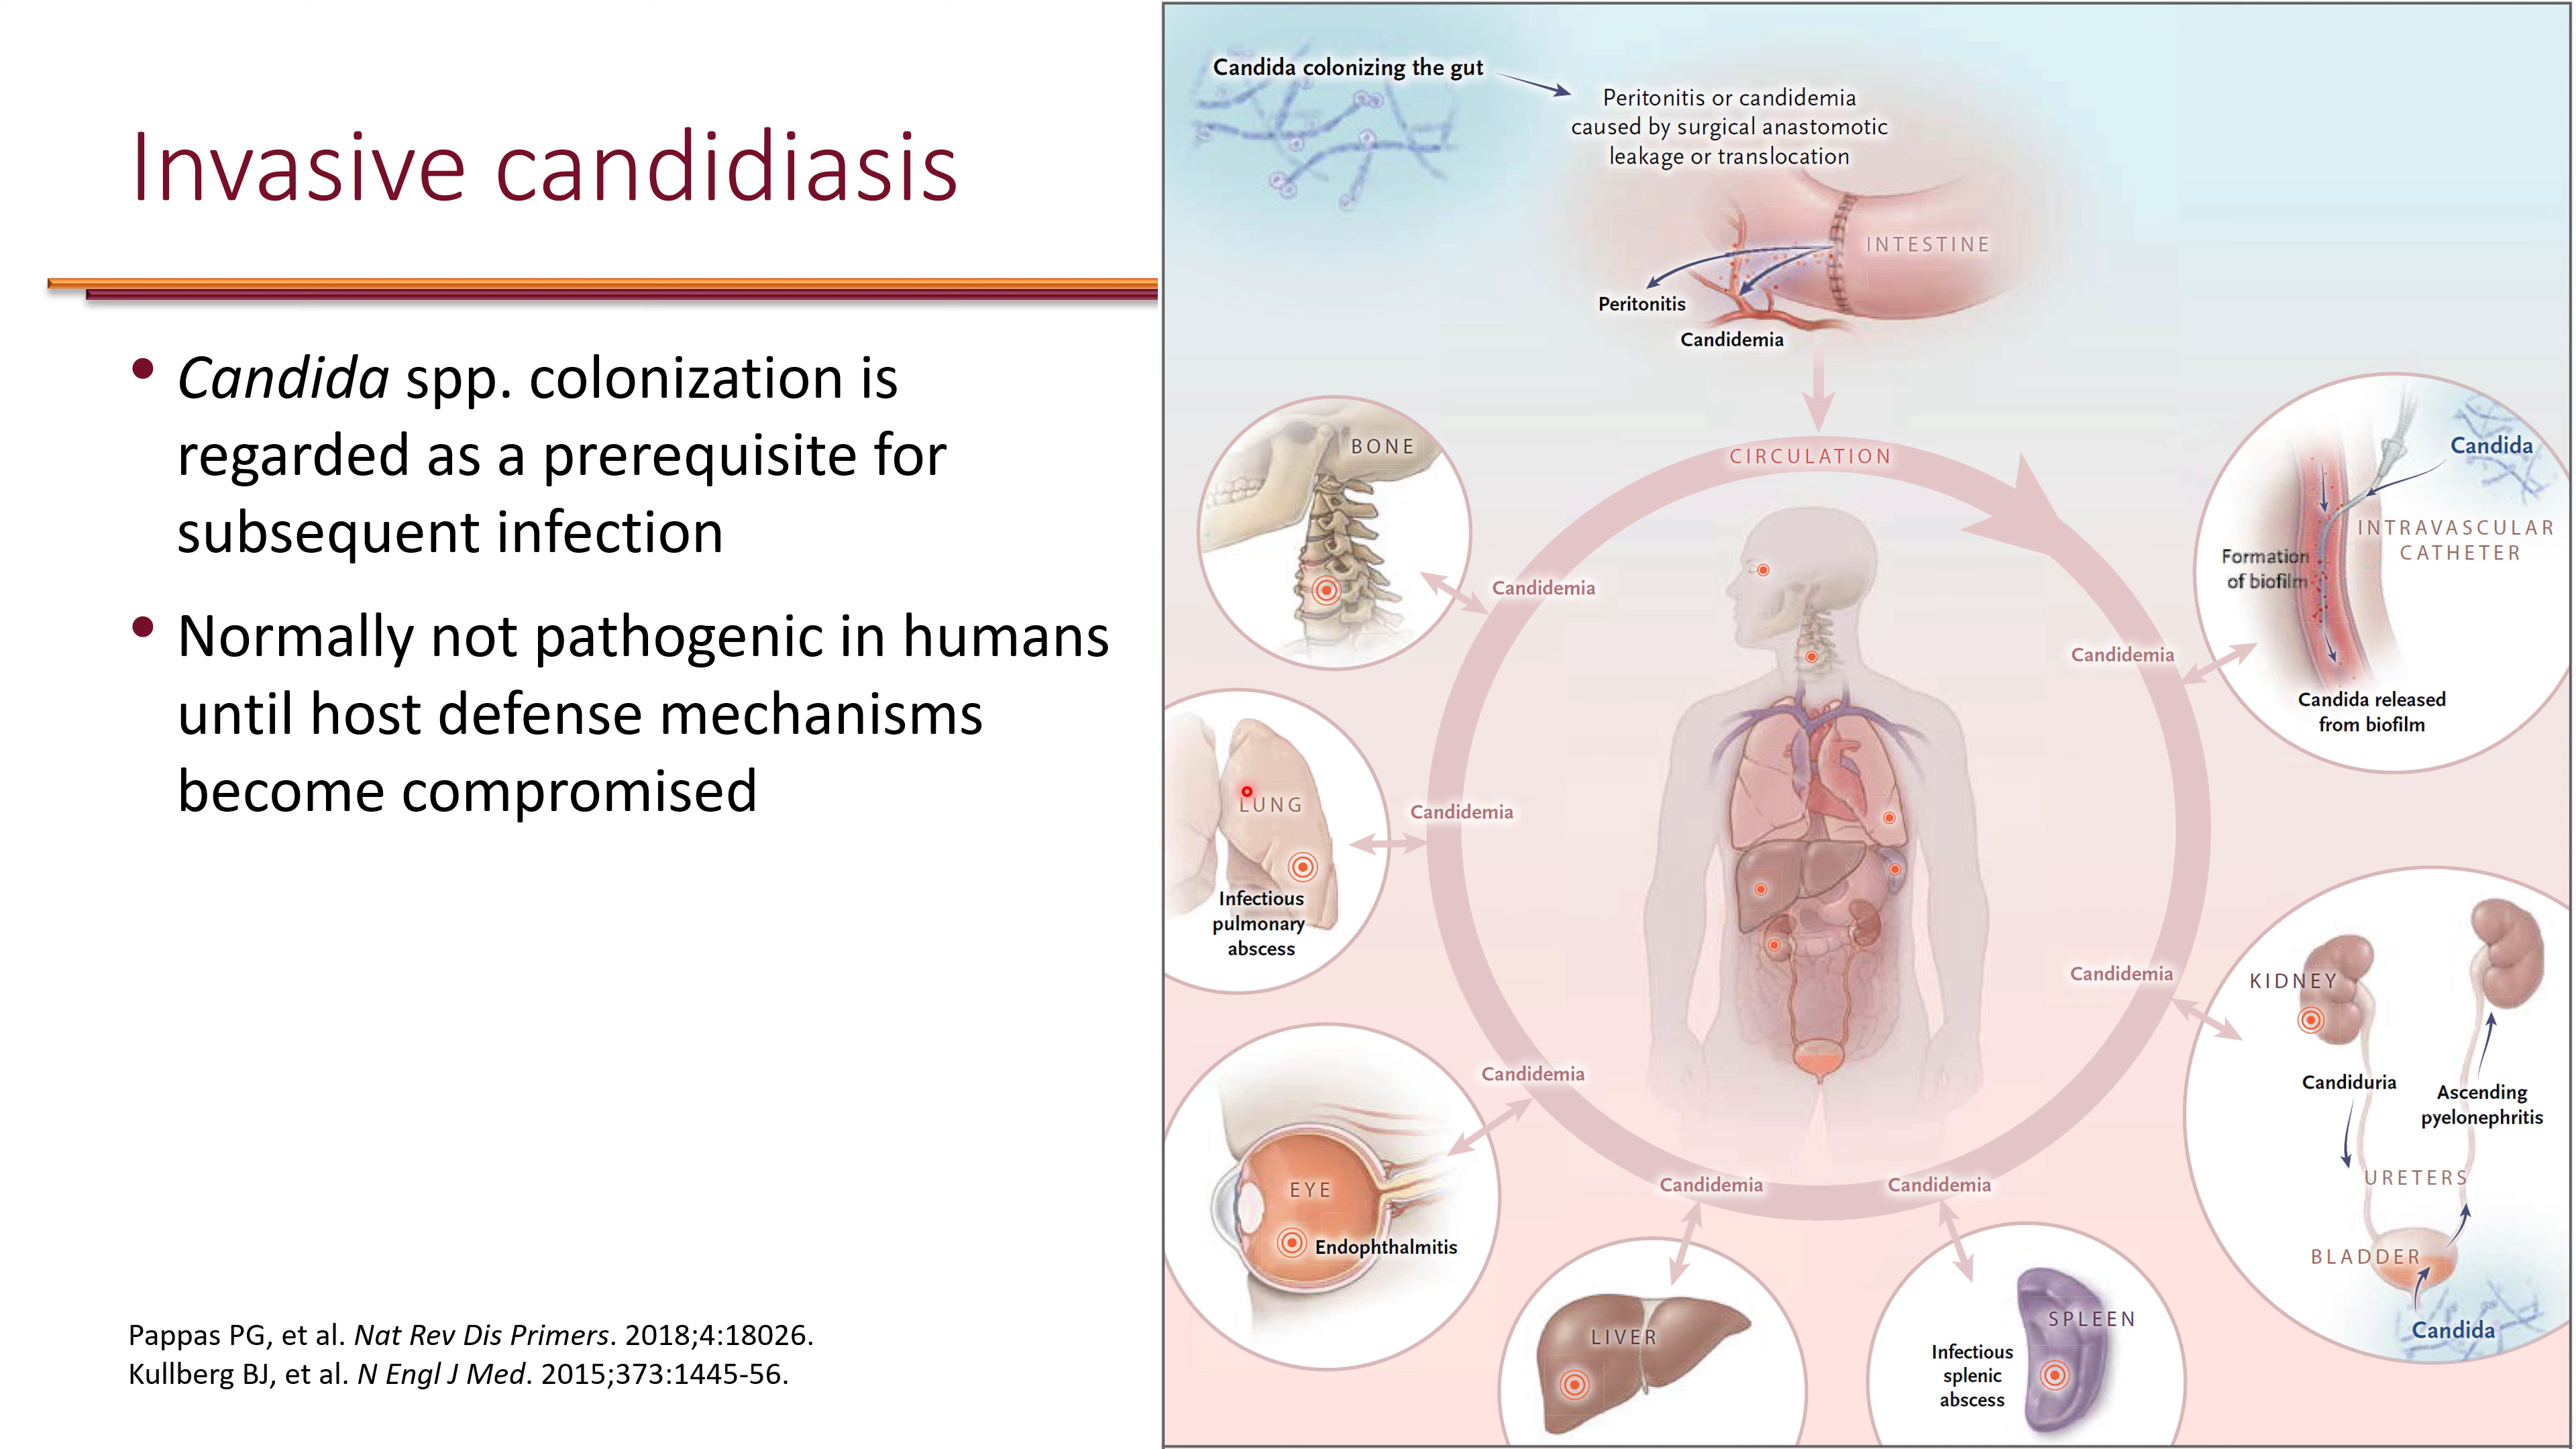 Invasive candidiasis
• Candida spp. colonization is
regarded as a prerequisite for
subsequent infection
• Normally not pathogenic in humans
until host defense mechanisms
become compromised
Pappas PG, et al. Nat Rev Dis Primers. 2018;4:18026.
Kullberg BJ, et al. N Engl J Med. 2015;373:1445-56.
Candida colonizing the gut
Peritonitis or candidemia
caused by surgical anastomotic
leakage or translocation
INTESTINE
Peritonitis
Candidemia
CIRCULATION
BONE
Candidemia
Candida
INTRAVASCULAR
CATHETER
Formation
of biofilm
Candida released
from biofilm
Candidemia
LUNG
Infectious
pulmonary
abscess
Candidemia
KIDNEY
Candiduria
Ascending
pyelonephritis
URETERS
BLADDER
Candida
Candidemia
EYE
Endophthalmitis
Candidemia
Candidemia
LIVER
Candidemia
SPLEEN
Infectious
splenic
abscess